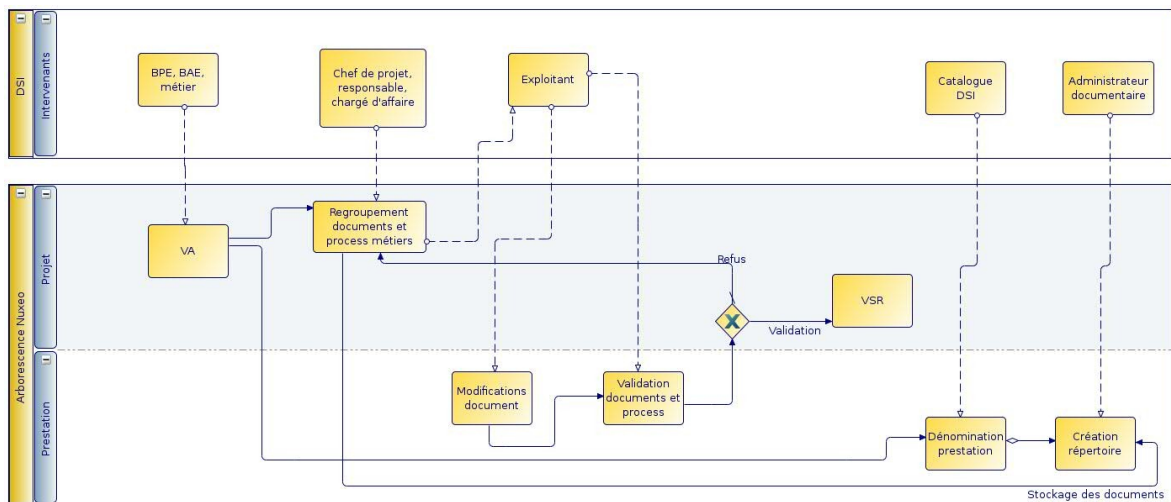 DSI
Intervenants
BPE, BAE,
métier
Chef de projet,
responsable,
chargé d'affaire
Exploitant
Catalogue
DSI
Administrateur
documentaire
Arborescence Nuxeo
Projet
VA
Regroupement
documents et
process métiers
Refus
VSR
Validation
Prestation
Modifications
document
Validation
documents et
process
Dénomination
prestation
Création
répertoire
Stockage des documents